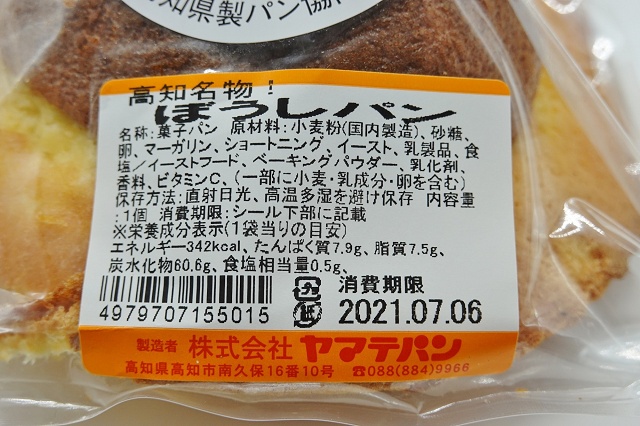 高知県製パン協
高知名物
ぼうしパン
名称:菓子パン 原材料:小麦粉(国内製造)、砂糖、
卵、マーガリン、ショートニング、イースト、乳製品、食
塩/イーストフード、ベーキングパウダー、乳化剤、
香料、ビタミンC、(一部に小麦・乳成分・卵を含む)
保存方法:直射日光、高温多湿を避け保存 内容量
:1個 消費期限:シール下部に記載
※栄養成分表示(1袋当りの目安)
エネルギー342kcal、たんぱく質7.9g、脂質7.5g、
炭水化物60.6g、食塩相当量0.5g、
消費期限
紙
2021.07.06
4979707155015
製造者 株式会社 ヤマテパン
高知県高知市南久保16番10号 ☎088(884)9966